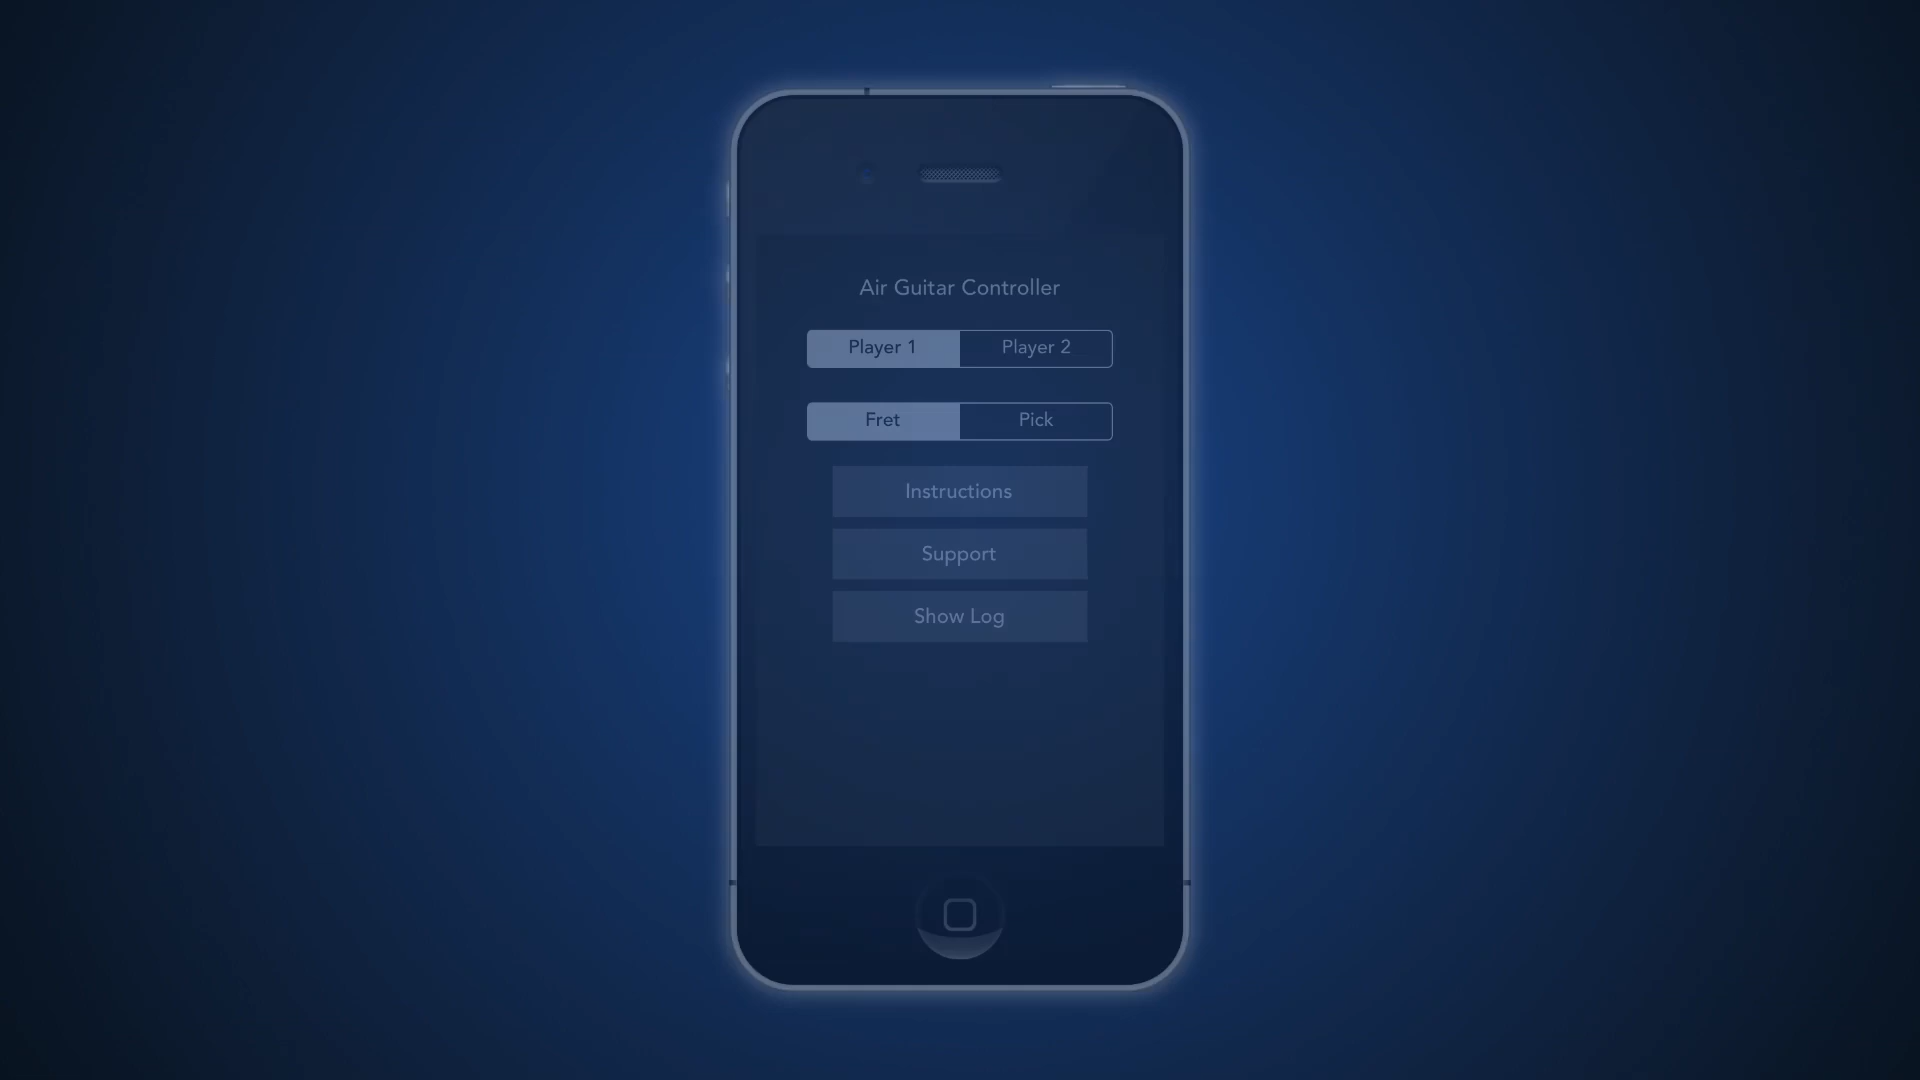 Air Guitar Controller
Player 1 Player 2
Fret Pick
Instructions
Support
Show Log